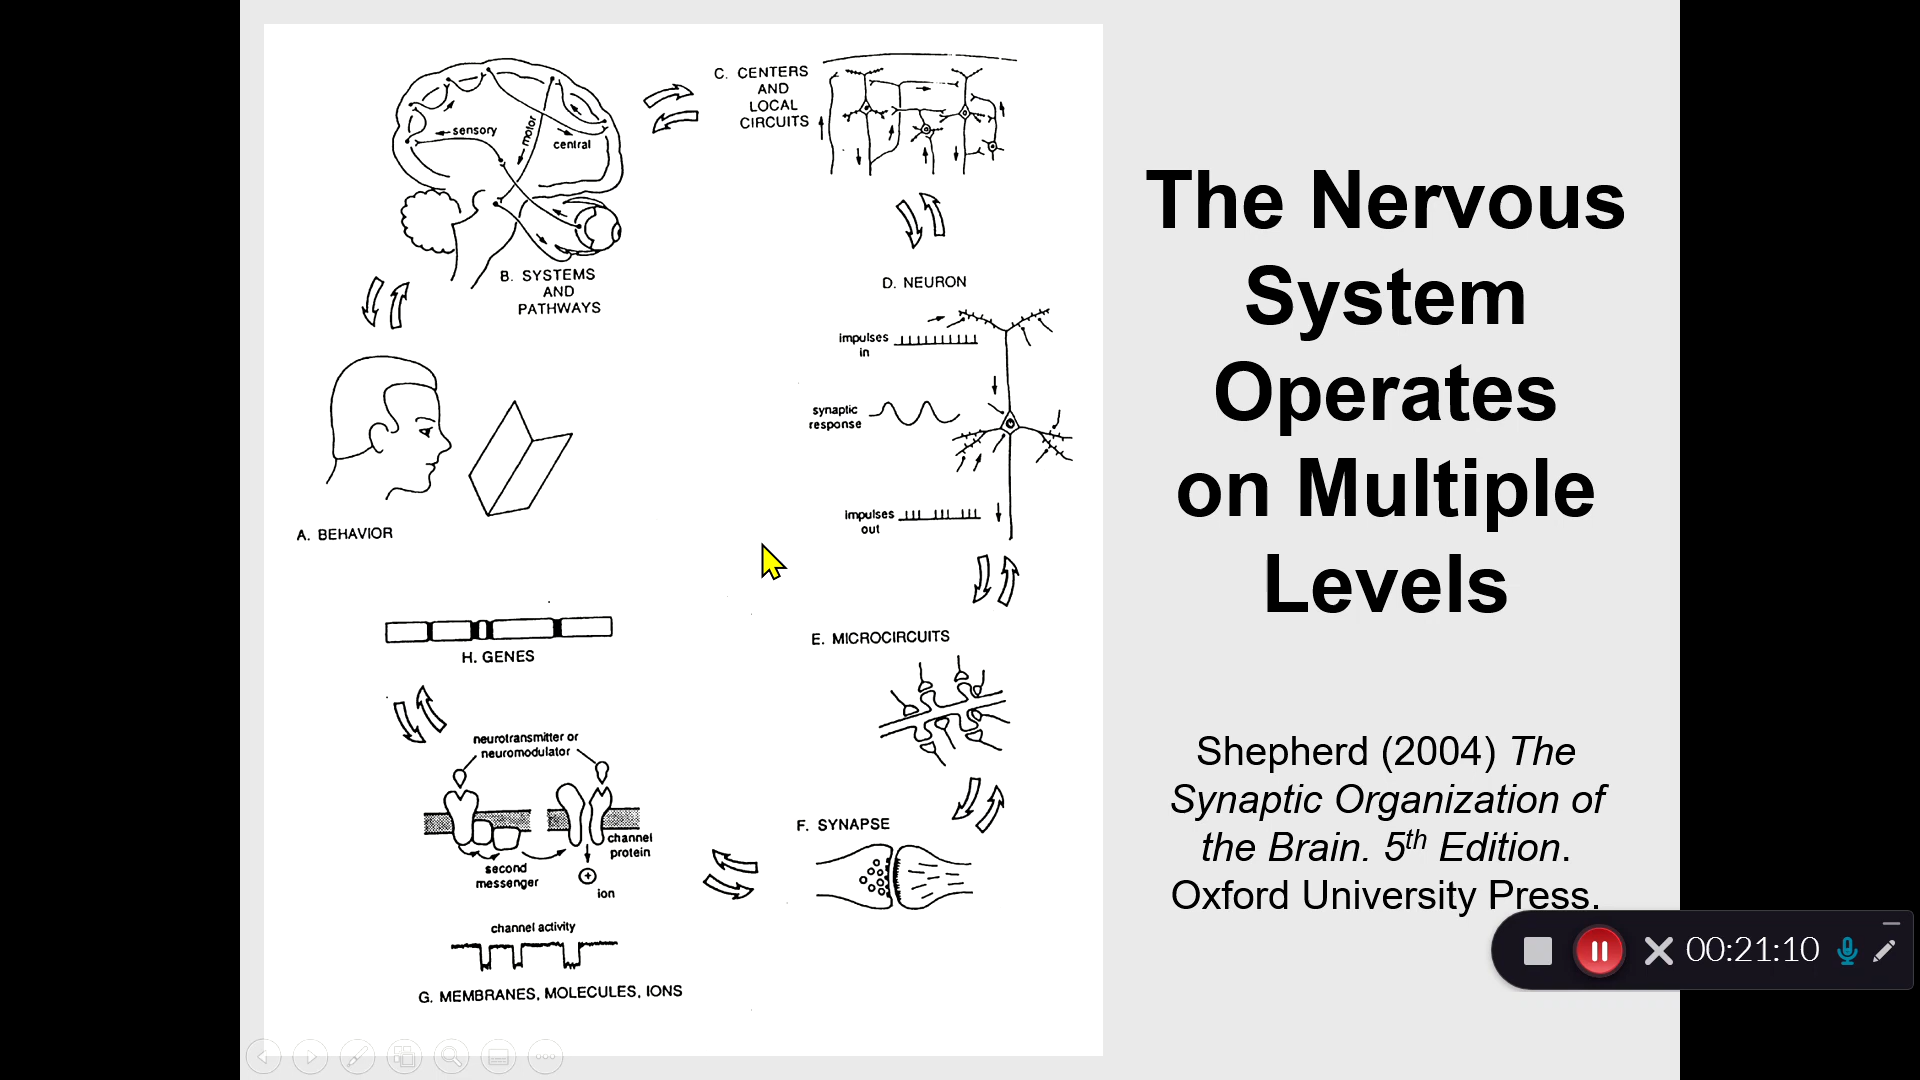 C. CENTERS
AND
LOCAL
CIRCUITS
sensory
motor
central
B. SYSTEMS
AND
PATHWAYS
D. NEURON
impulses
in
synaptic
response
impulses
out
A. BEHAVIOR
H. GENES
E. MICROCIRCUITS
neurotransmitter or
neuromodulator
channel
protein
second
messenger
+
ion
F. SYNAPSE
channel activity
G. MEMBRANES, MOLECULES, IONS
The Nervous
System
Operates
on Multiple
Levels
Shepherd (2004) The
Synaptic Organization of
the Brain. 5th Edition.
Oxford University Press.
00:21:10